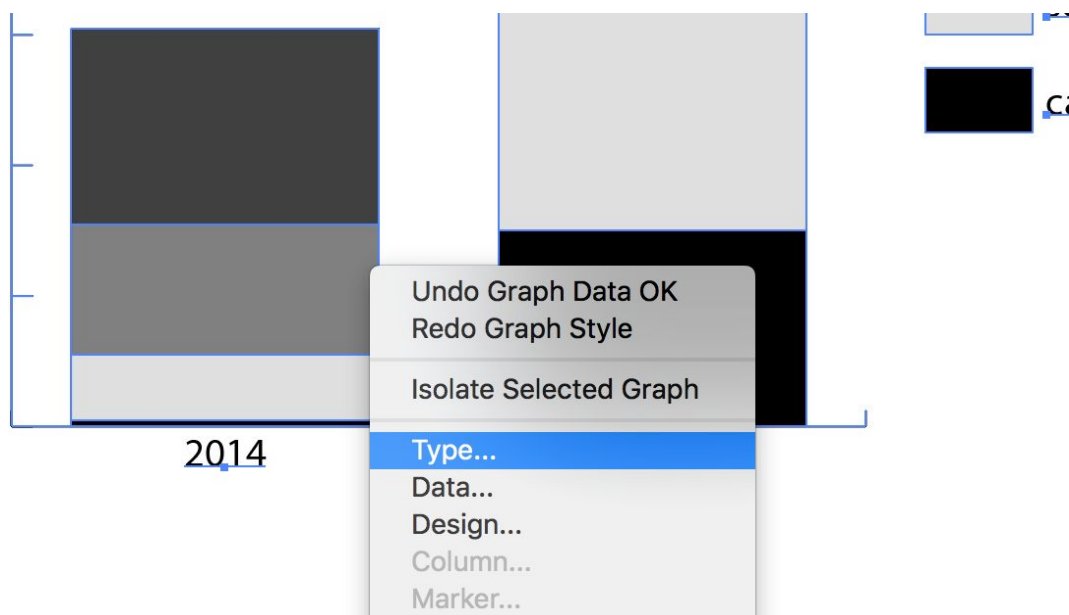 2014
Undo Graph Data OK
Redo Graph Style
Isolate Selected Graph
Type...
Data...
Design...
Column...
Marker...